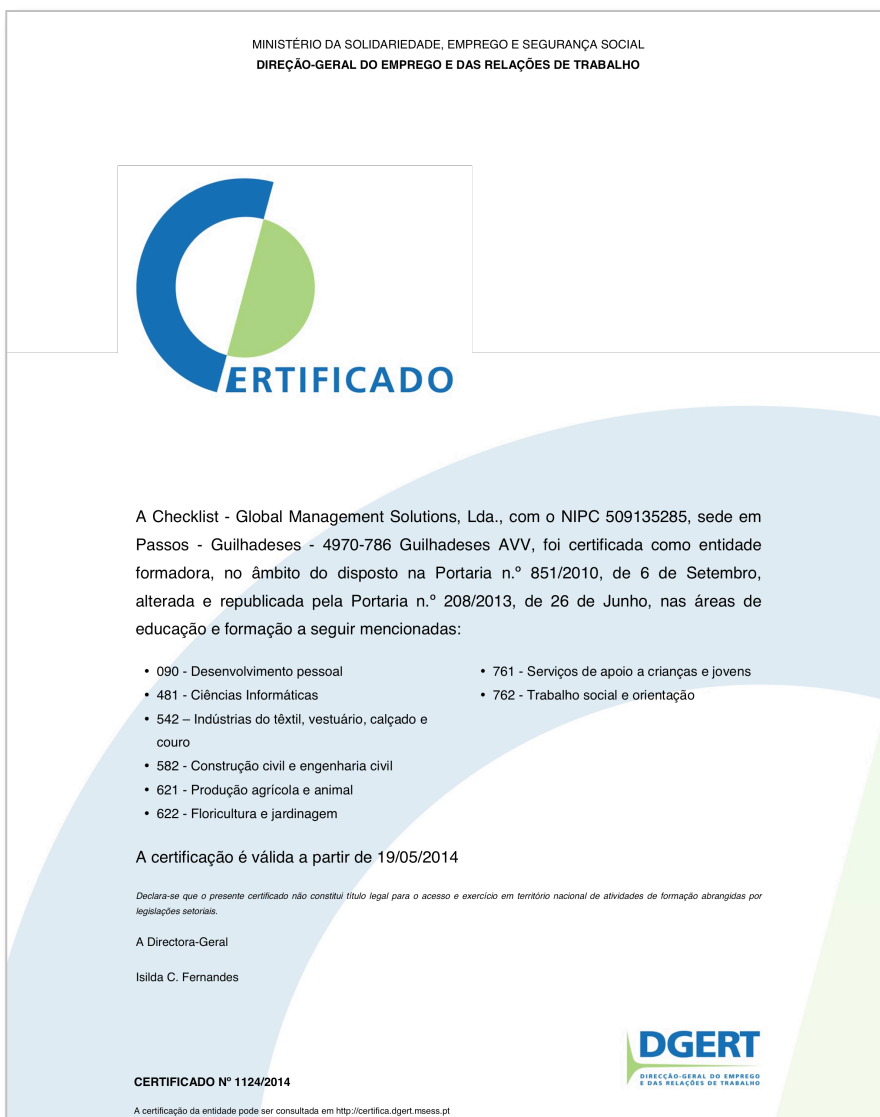 MINISTÉRIO DA SOLIDARIEDADE, EMPREGO E SEGURANÇA SOCIAL
DIREÇÃO-GERAL DO EMPREGO E DAS RELAÇÕES DE TRABALHO
CERTIFICADO
A Checklist - Global Management Solutions, Lda., com o NIPC 509135285, sede em
Passos - Guilhadeses - 4970-786 Guilhadeses AVV, foi certificada como entidade
formadora, no âmbito do disposto na Portaria n.º 851/2010, de 6 de Setembro,
alterada e republicada pela Portaria n.º 208/2013, de 26 de Junho, nas áreas de
educação e formação a seguir mencionadas:
• 090 - Desenvolvimento pessoal
• 481 - Ciências Informáticas
• 542 – Indústrias do têxtil, vestuário, calçado e
couro
• 582 - Construção civil e engenharia civil
• 621 - Produção agrícola e animal
• 622 - Floricultura e jardinagem
• 761 - Serviços de apoio a crianças e jovens
• 762 - Trabalho social e orientação
A certificação é válida a partir de 19/05/2014
Declara-se que o presente certificado não constitui título legal para o acesso e exercício em território nacional de atividades de formação abrangidas por
legislações setoriais.
A Directora-Geral
Isilda C. Fernandes
DGERT
DIRECÇÃO-GERAL DO EMPREGO
E DAS RELAÇÕES DE TRABALHO
CERTIFICADO Nº 1124/2014
A certificação da entidade pode ser consultada em http://certifica.dgert.msess.pt